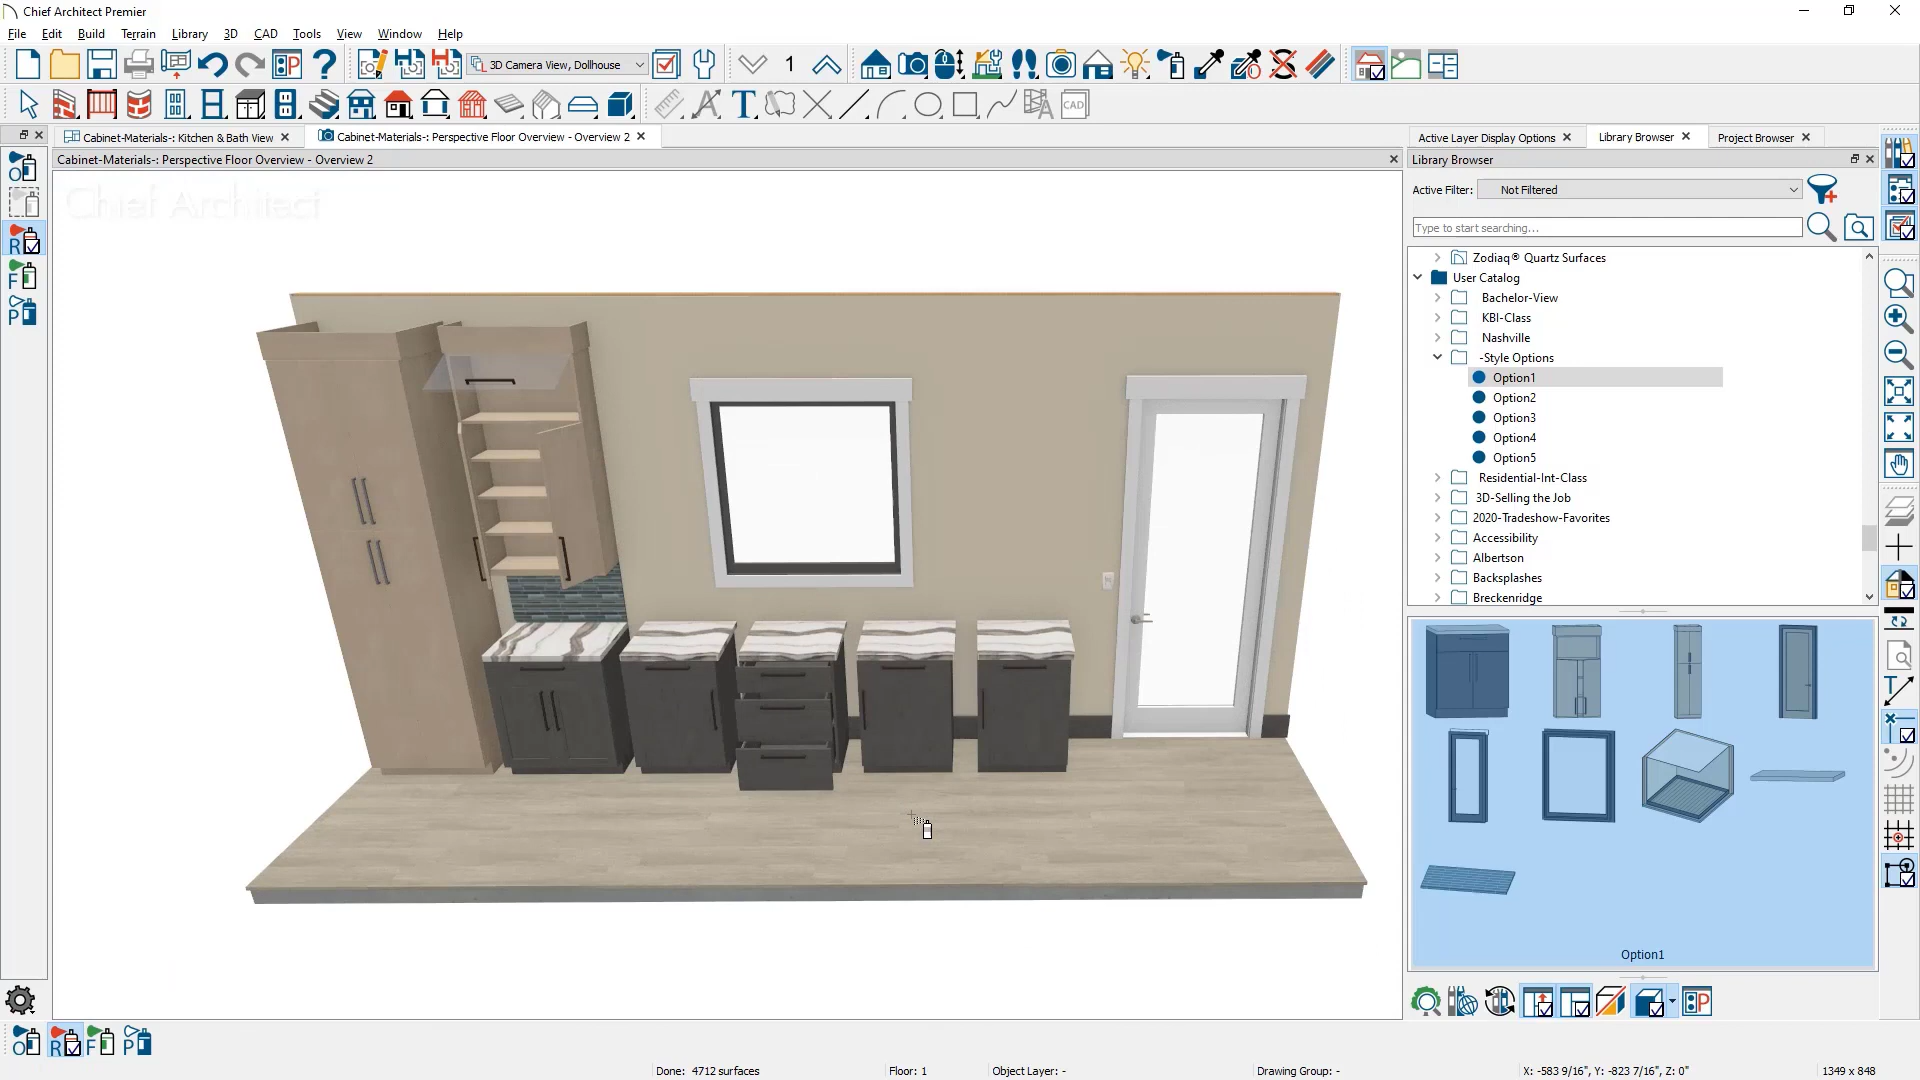 Chief Architect Premier
File Edit Build Terrain Library 3D CAD Tools View Window Help
3D Camera View, Dollhouse
1
CAD
Cabinet-Materials-: Kitchen & Bath View
Cabinet-Materials-: Perspective Floor Overview - Overview 2
Cabinet-Materials-: Perspective Floor Overview - Overview 2
Chief Architect
Active Layer Display Options
Library Browser
Project Browser
Library Browser
Active Filter:
Not Filtered
Type to start searching...
Zodiaq® Quartz Surfaces
User Catalog
Bachelor-View
KBI-Class
Nashville
-Style Options
Option1
Option2
Option3
Option4
Option5
Residential-Int-Class
3D-Selling the Job
2020-Tradeshow-Favorites
Accessibility
Albertson
Backsplashes
Breckenridge
Option1
Done: 4712 surfaces
Floor: 1
Object Layer: -
Drawing Group: -
X: -583 9/16", Y: -823 7/16", Z: 0"
1349 x 848